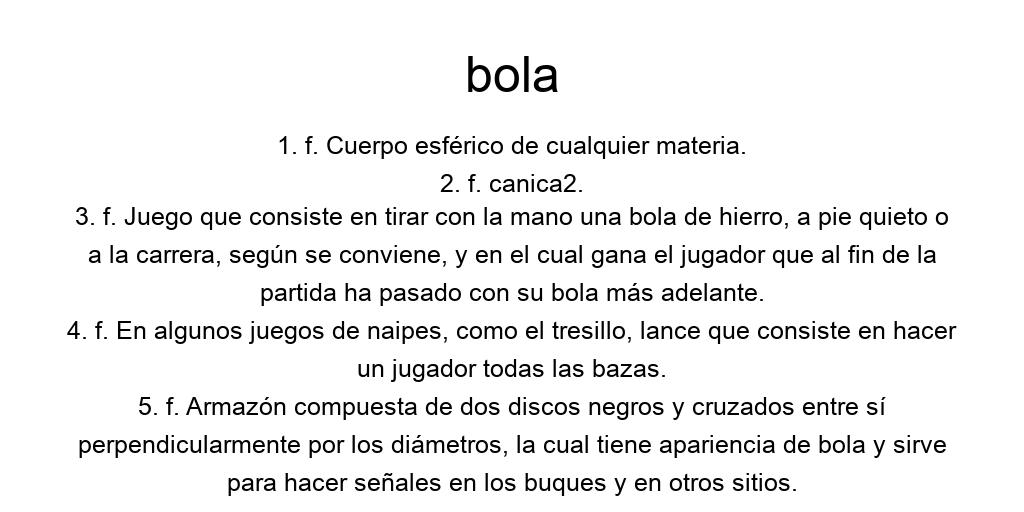 bola
1. f. Cuerpo esférico de cualquier materia.
2. f. canica2.
3. f. Juego que consiste en tirar con la mano una bola de hierro, a pie quieto o
a la carrera, según se conviene, y en el cual gana el jugador que al fin de la
partida ha pasado con su bola más adelante.
4. f. En algunos juegos de naipes, como el tresillo, lance que consiste en hacer
un jugador todas las bazas.
5. f. Armazón compuesta de dos discos negros y cruzados entre sí
perpendicularmente por los diámetros, la cual tiene apariencia de bola y sirve
para hacer señales en los buques y en otros sitios.